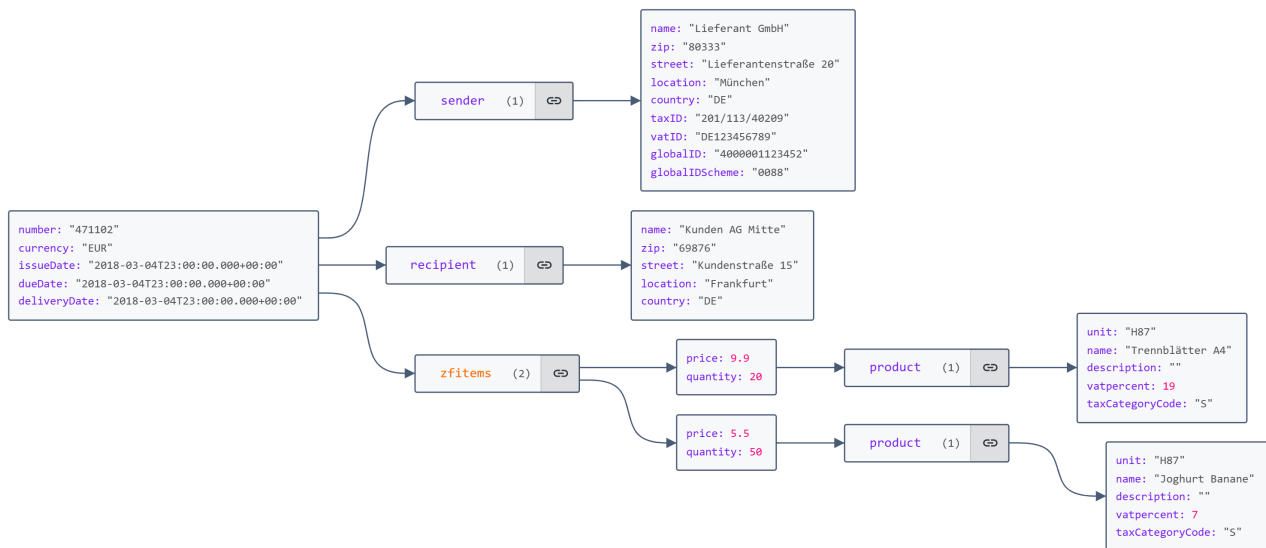 number: "471102"
currency: "EUR"
issueDate: "2018-03-04T23:00:00.000+00:00"
dueDate: "2018-03-04T23:00:00.000+00:00"
deliveryDate: "2018-03-04T23:00:00.000+00:00"
sender (1)
name: "Lieferant GmbH"
zip: "80333"
street: "Lieferantenstraße 20"
location: "München"
country: "DE"
taxID: "201/113/40209"
vatID: "DE123456789"
globalID: "4000001123452"
globalIDScheme: "0088"
recipient (1)
name: "Kunden AG Mitte"
zip: "69876"
street: "Kundenstraße 15"
location: "Frankfurt"
country: "DE"
zfitems (2)
price: 9.9
quantity: 20
product (1)
unit: "H87"
name: "Trennblätter A4"
description: ""
vatpercent: 19
taxCategoryCode: "S"
price: 5.5
quantity: 50
product (1)
unit: "H87"
name: "Joghurt Banane"
description: ""
vatpercent: 7
taxCategoryCode: "S"